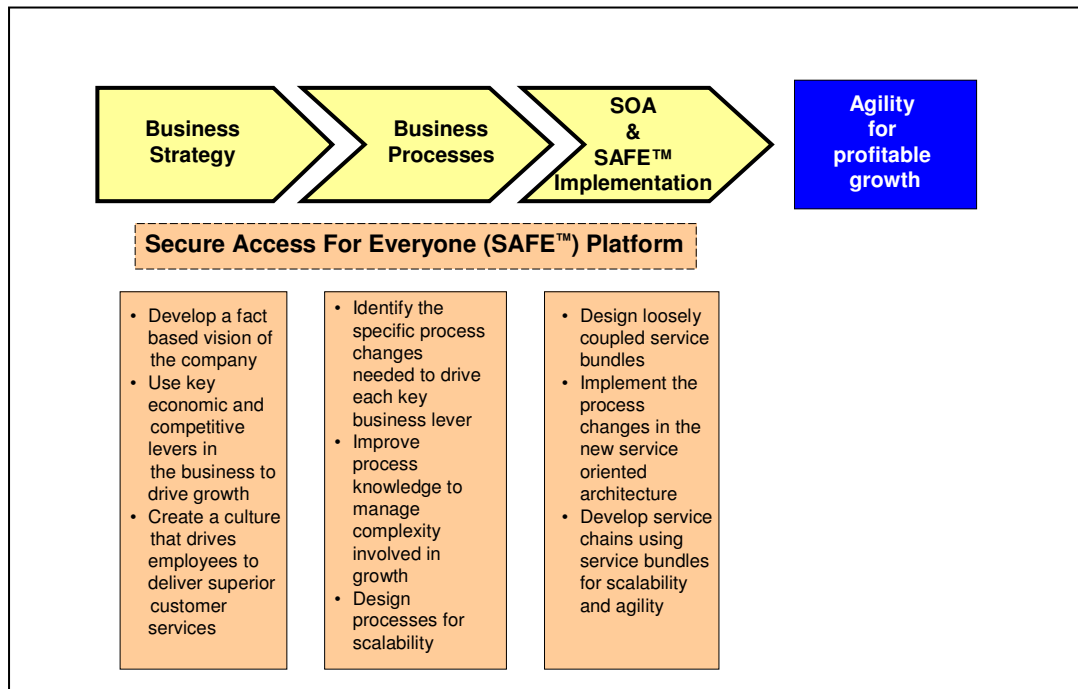 Business
Strategy
Business
Processes
SOA
&
SAFE™
Implementation
Agility
for
profitable
growth
Secure Access For Everyone (SAFE™) Platform
• Develop a fact
based vision of
the company
• Use key
economic and
competitive
levers in
the business to
drive growth
• Create a culture
that drives
employees to
deliver superior
customer
services
• Identify the
specific process
changes
needed to drive
each key
business lever
• Improve
process
knowledge to
manage
complexity
involved in
growth
• Design
processes for
scalability
• Design loosely
coupled service
bundles
• Implement the
process
changes in the
new service
oriented
architecture
• Develop service
chains using
service bundles
for scalability
and agility